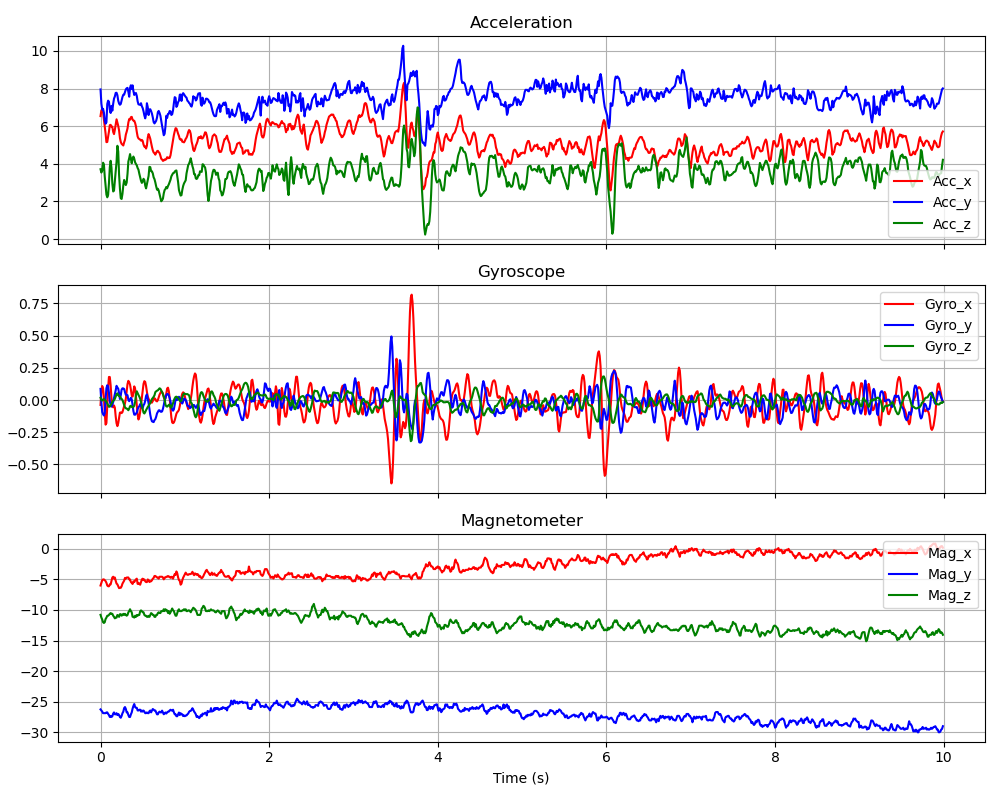 Acceleration
10
8
6
4
2
0
Acc_x
Acc_y
Acc_z
Gyroscope
0.75
0.50
0.25
0.00
−0.25
−0.50
Gyro_x
Gyro_y
Gyro_z
Magnetometer
0
−5
−10
−15
−20
−25
−30
Mag_x
Mag_y
Mag_z
0 2 4 6 8 10
Time (s)